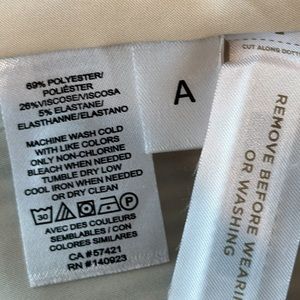 69% POLYESTER/
POLIÉSTER
26%VISCOSE/VISCOSA
5% ELASTANE/
ELASTHANNE/ELASTANO
MACHINE WASH COLD
WITH LIKE COLORS
ONLY NON-CHLORINE
BLEACH WHEN NEEDED
TUMBLE DRY LOW
COOL IRON WHEN NEEDED
OR DRY CLEAN
30
AVEC DES COULEURS
SEMBLABLES / CON
COLORES SIMILARES
CA #57421
RN #140923
A
CUT ALONG DOTT
REMOVE BEFORE WEARIN
OR WASHING